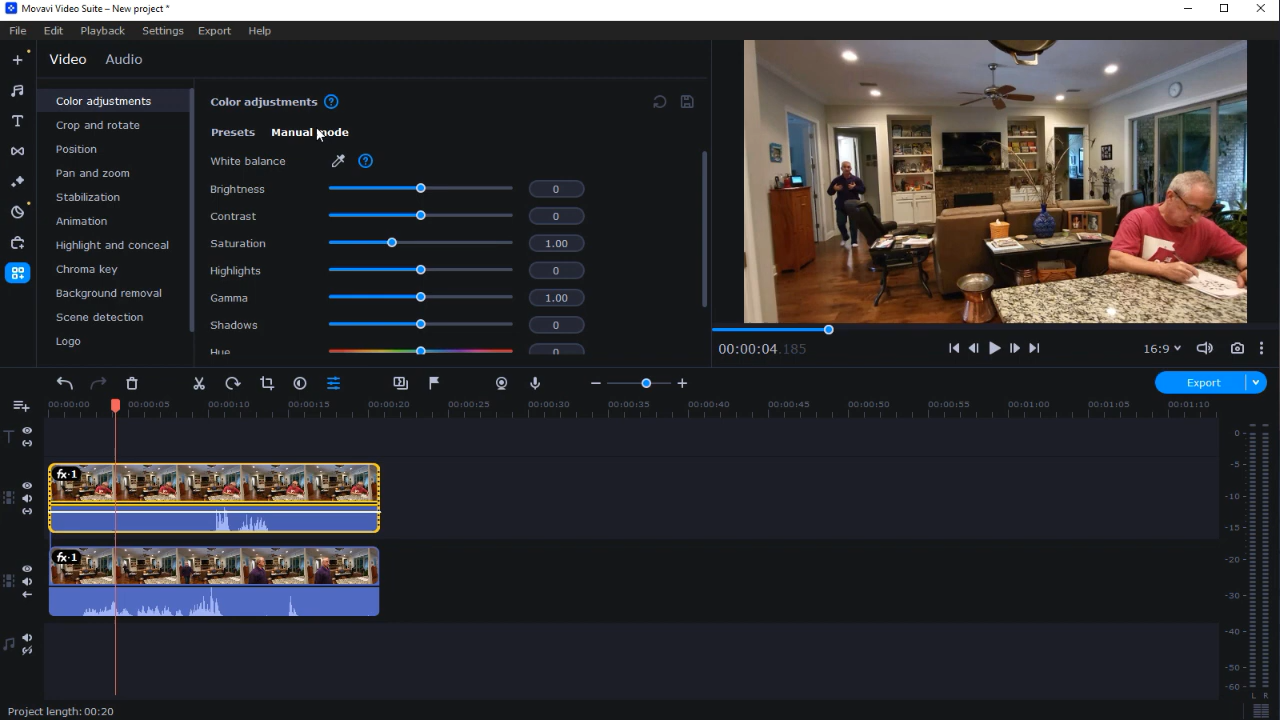 Movavi Video Suite – New project *
File Edit Playback Settings Export Help
Video Audio
Color adjustments
Crop and rotate
Position
Pan and zoom
Stabilization
Animation
Highlight and conceal
Chroma key
Background removal
Scene detection
Logo
Color adjustments ?
Presets Manual mode
White balance ?
Brightness 0
Contrast 0
Saturation 1.00
Highlights 0
Gamma 1.00
Shadows 0
Hue 0
00:00:04.185
16:9
Export
00:00:00 00:00:05 00:00:10 00:00:15 00:00:20 00:00:25 00:00:30 00:00:35 00:00:40 00:00:45 00:00:50 00:00:55 00:01:00 00:01:05 00:01:10
fx·1
fx·1
0
-5
-10
-15
-20
-30
-40
-50
-60
L R
Project length: 00:20